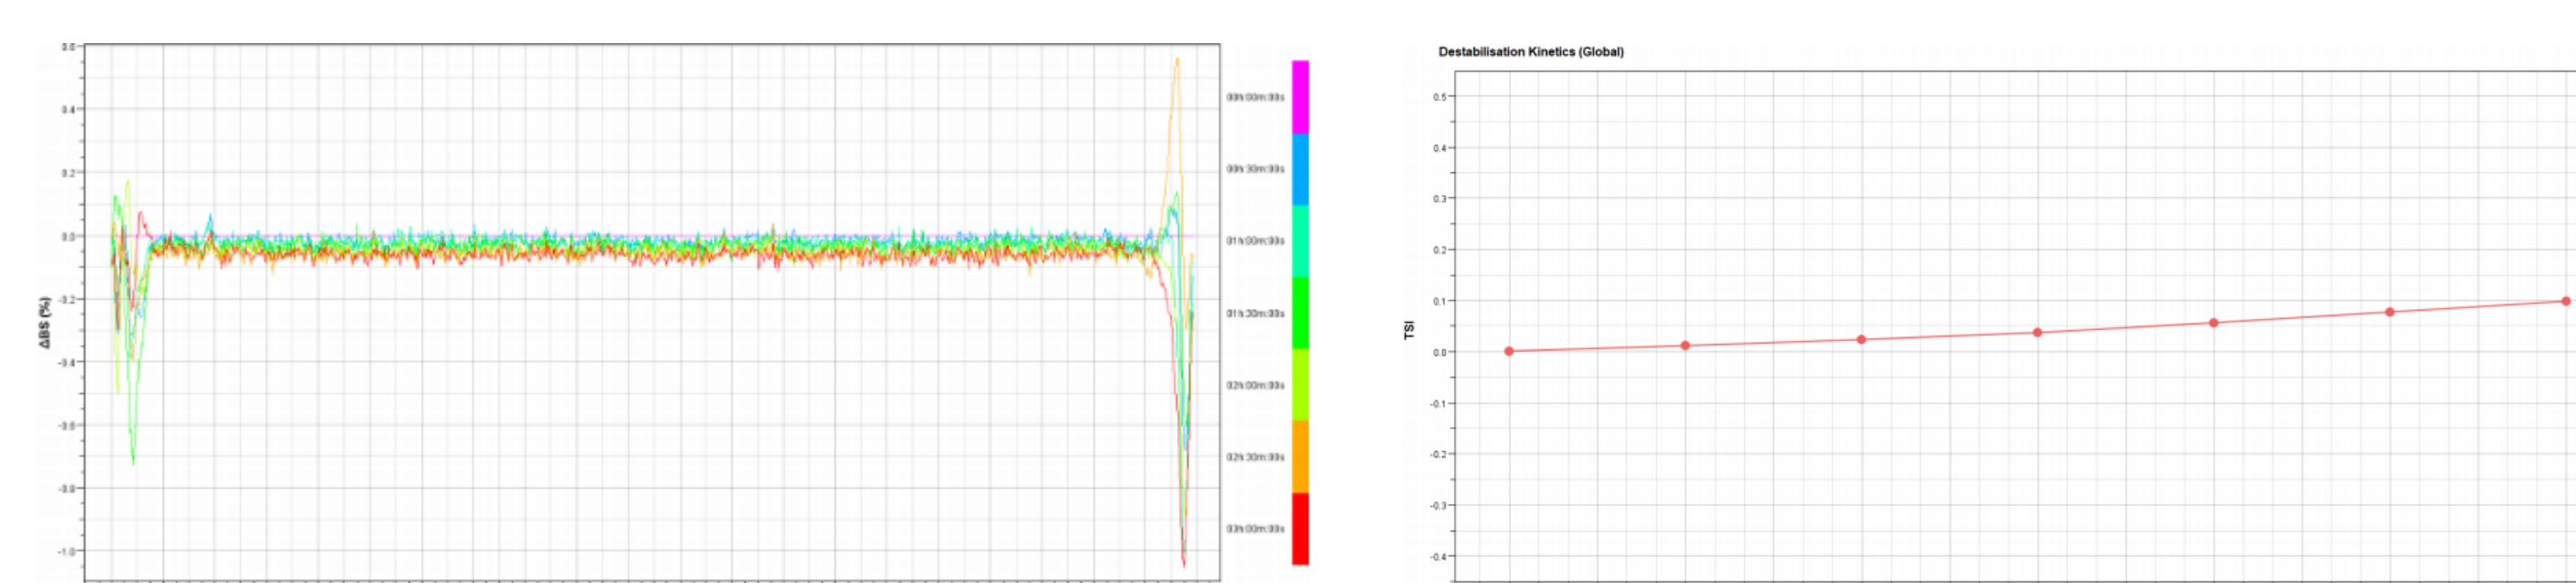 ΔBS (%)
0.6
0.4
0.2
0.0
-0.2
-0.4
-0.6
-0.8
-1.0
00h:00m:00s
00h:30m:00s
01h:00m:00s
01h:30m:00s
02h:00m:00s
02h:30m:00s
03h:00m:00s
Destabilisation Kinetics (Global)
TSI
0.5
0.4
0.3
0.2
0.1
0.0
-0.1
-0.2
-0.3
-0.4